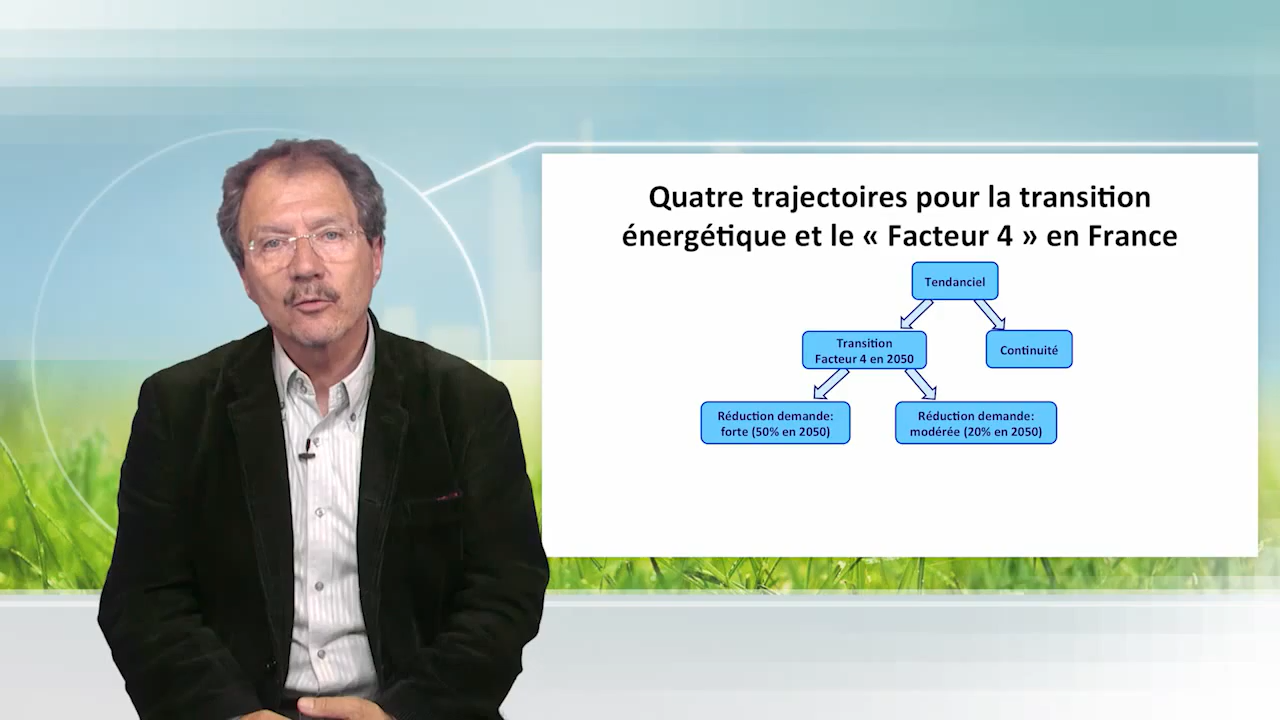 Quatre trajectoires pour la transition
énergétique et le « Facteur 4 » en France
Tendanciel
Transition
Facteur 4 en 2050
Continuité
Réduction demande:
forte (50% en 2050)
Réduction demande:
modérée (20% en 2050)